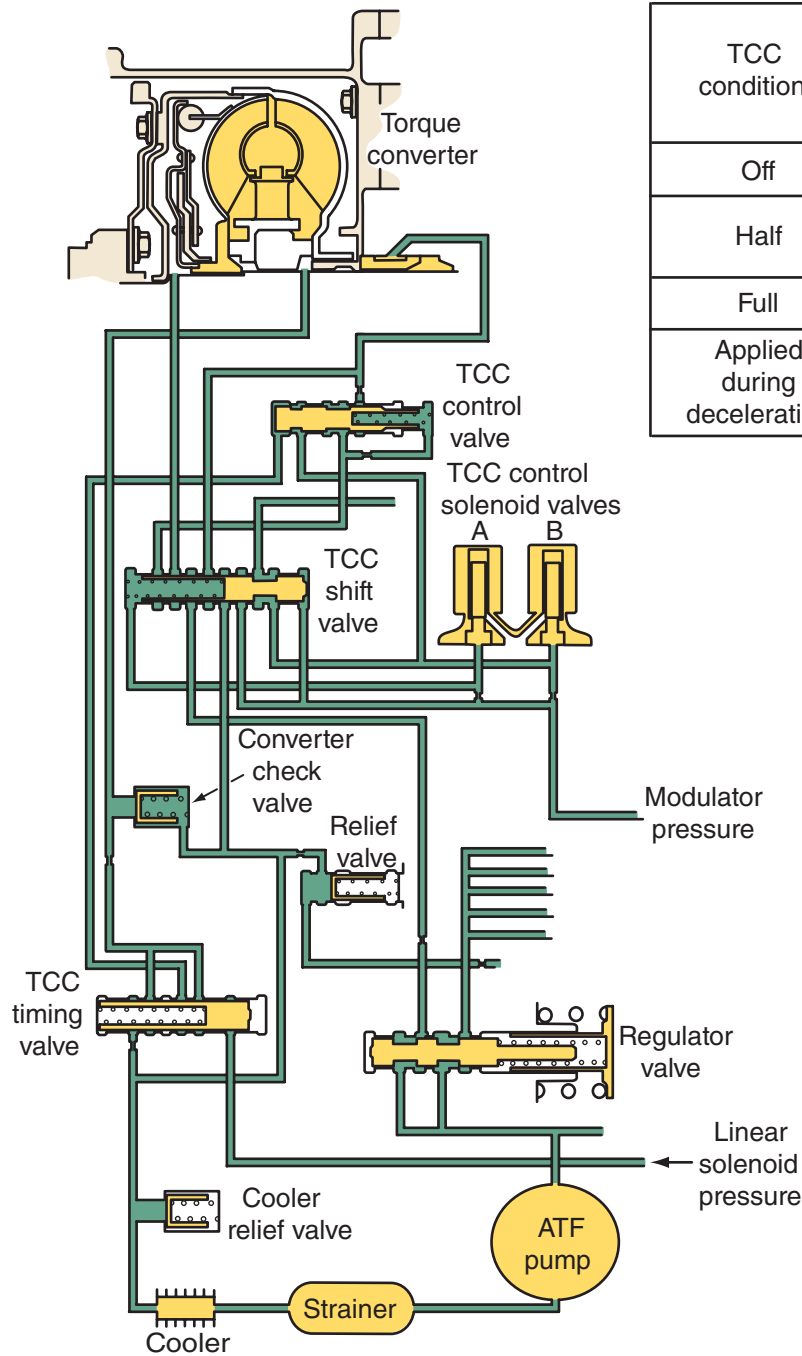 TCC
condition
Off
Half
Full
Applied
during
Torque
converter
TCC
control
valve
TCC control
solenoid valves
A
B
TCC
shift
valve
Converter
check
valve
Relief
valve
Modulator
pressure
TCC
timing
valve
Regulator
valve
Linear
solenoid
pressure
Cooler
relief valve
ATF
pump
Strainer
Cooler